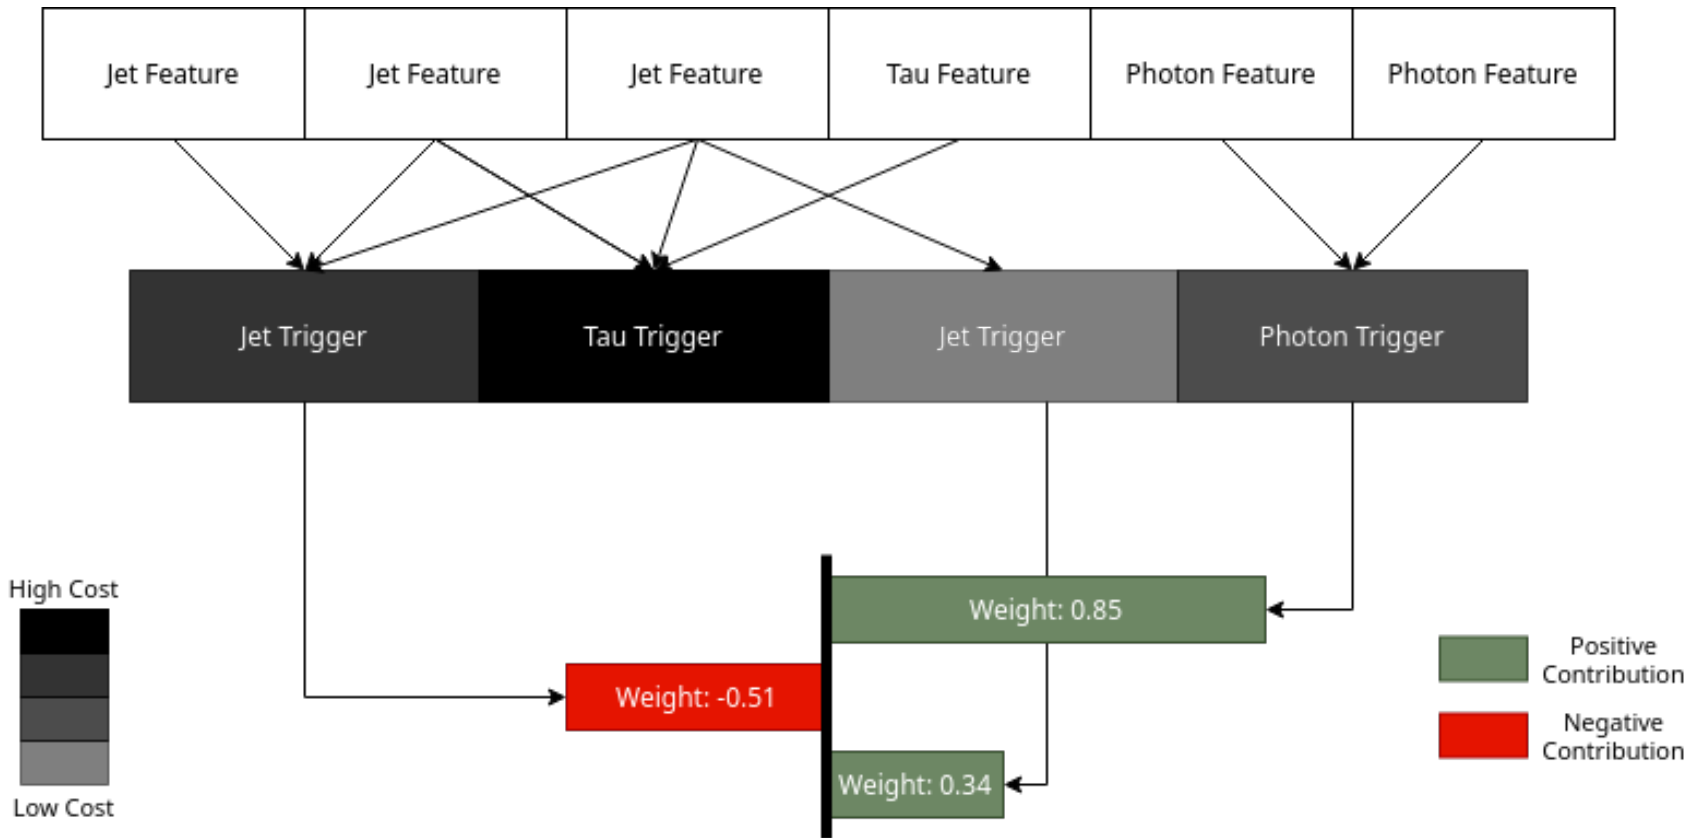 Jet Feature
Jet Feature
Jet Feature
Tau Feature
Photon Feature
Photon Feature
Jet Trigger
Tau Trigger
Jet Trigger
Photon Trigger
High Cost
Low Cost
Weight: 0.85
Weight: -0.51
Weight: 0.34
Positive
Contribution
Negative
Contribution